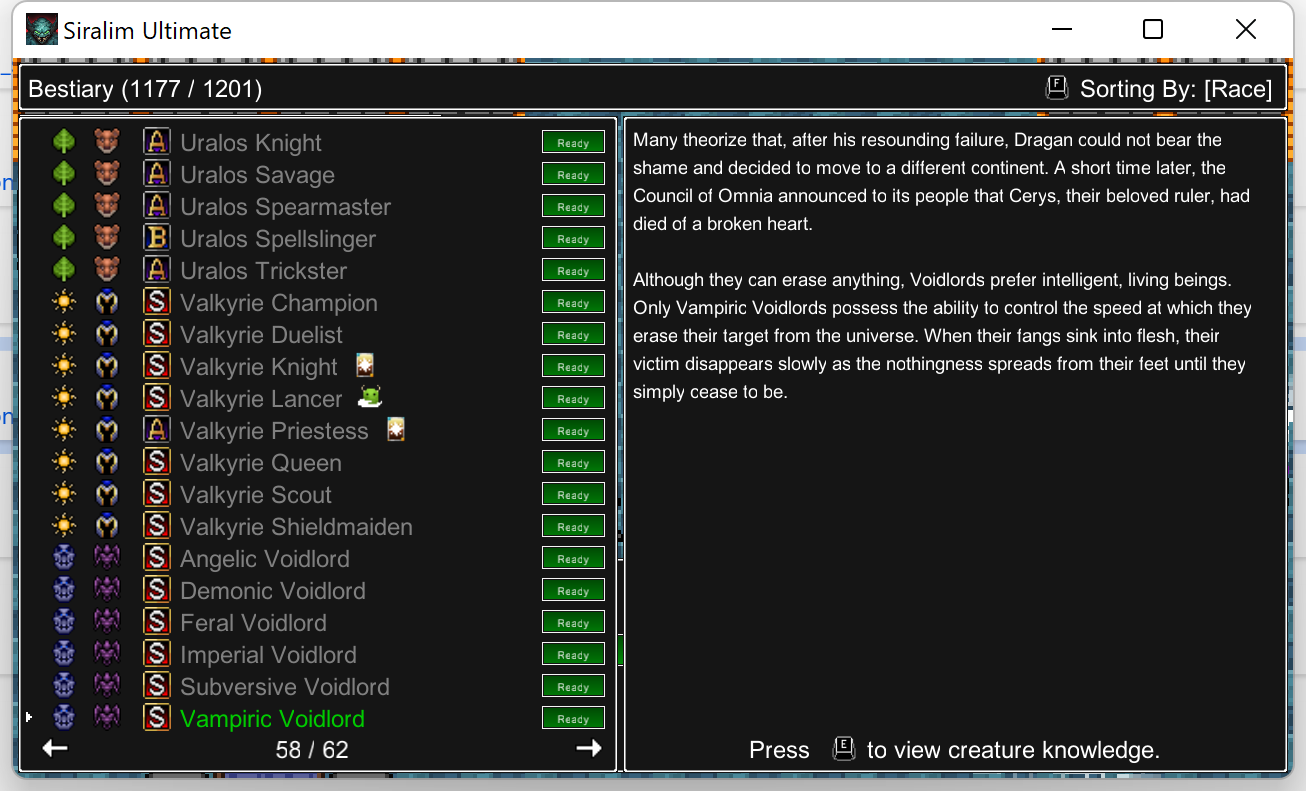 Siralim Ultimate
Bestiary (1177 / 1201)
F Sorting By: [Race]
A Uralos Knight Ready
A Uralos Savage Ready
A Uralos Spearmaster Ready
B Uralos Spellslinger Ready
A Uralos Trickster Ready
S Valkyrie Champion Ready
S Valkyrie Duelist Ready
S Valkyrie Knight Ready
S Valkyrie Lancer Ready
A Valkyrie Priestess Ready
S Valkyrie Queen Ready
S Valkyrie Scout Ready
S Valkyrie Shieldmaiden Ready
S Angelic Voidlord Ready
S Demonic Voidlord Ready
S Feral Voidlord Ready
S Imperial Voidlord Ready
S Subversive Voidlord Ready
S Vampiric Voidlord Ready
58 / 62
Many theorize that, after his resounding failure, Dragan could not bear the
shame and decided to move to a different continent. A short time later, the
Council of Omnia announced to its people that Cerys, their beloved ruler, had
died of a broken heart.
Although they can erase anything, Voidlords prefer intelligent, living beings.
Only Vampiric Voidlords possess the ability to control the speed at which they
erase their target from the universe. When their fangs sink into flesh, their
victim disappears slowly as the nothingness spreads from their feet until they
simply cease to be.
Press E to view creature knowledge.